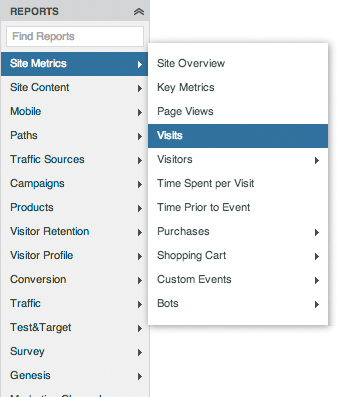 REPORTS
Find Reports
Site Metrics
Site Content
Mobile
Paths
Traffic Sources
Campaigns
Products
Visitor Retention
Visitor Profile
Conversion
Traffic
Test&Target
Survey
Genesis
Site Overview
Key Metrics
Page Views
Visits
Visitors
Time Spent per Visit
Time Prior to Event
Purchases
Shopping Cart
Custom Events
Bots